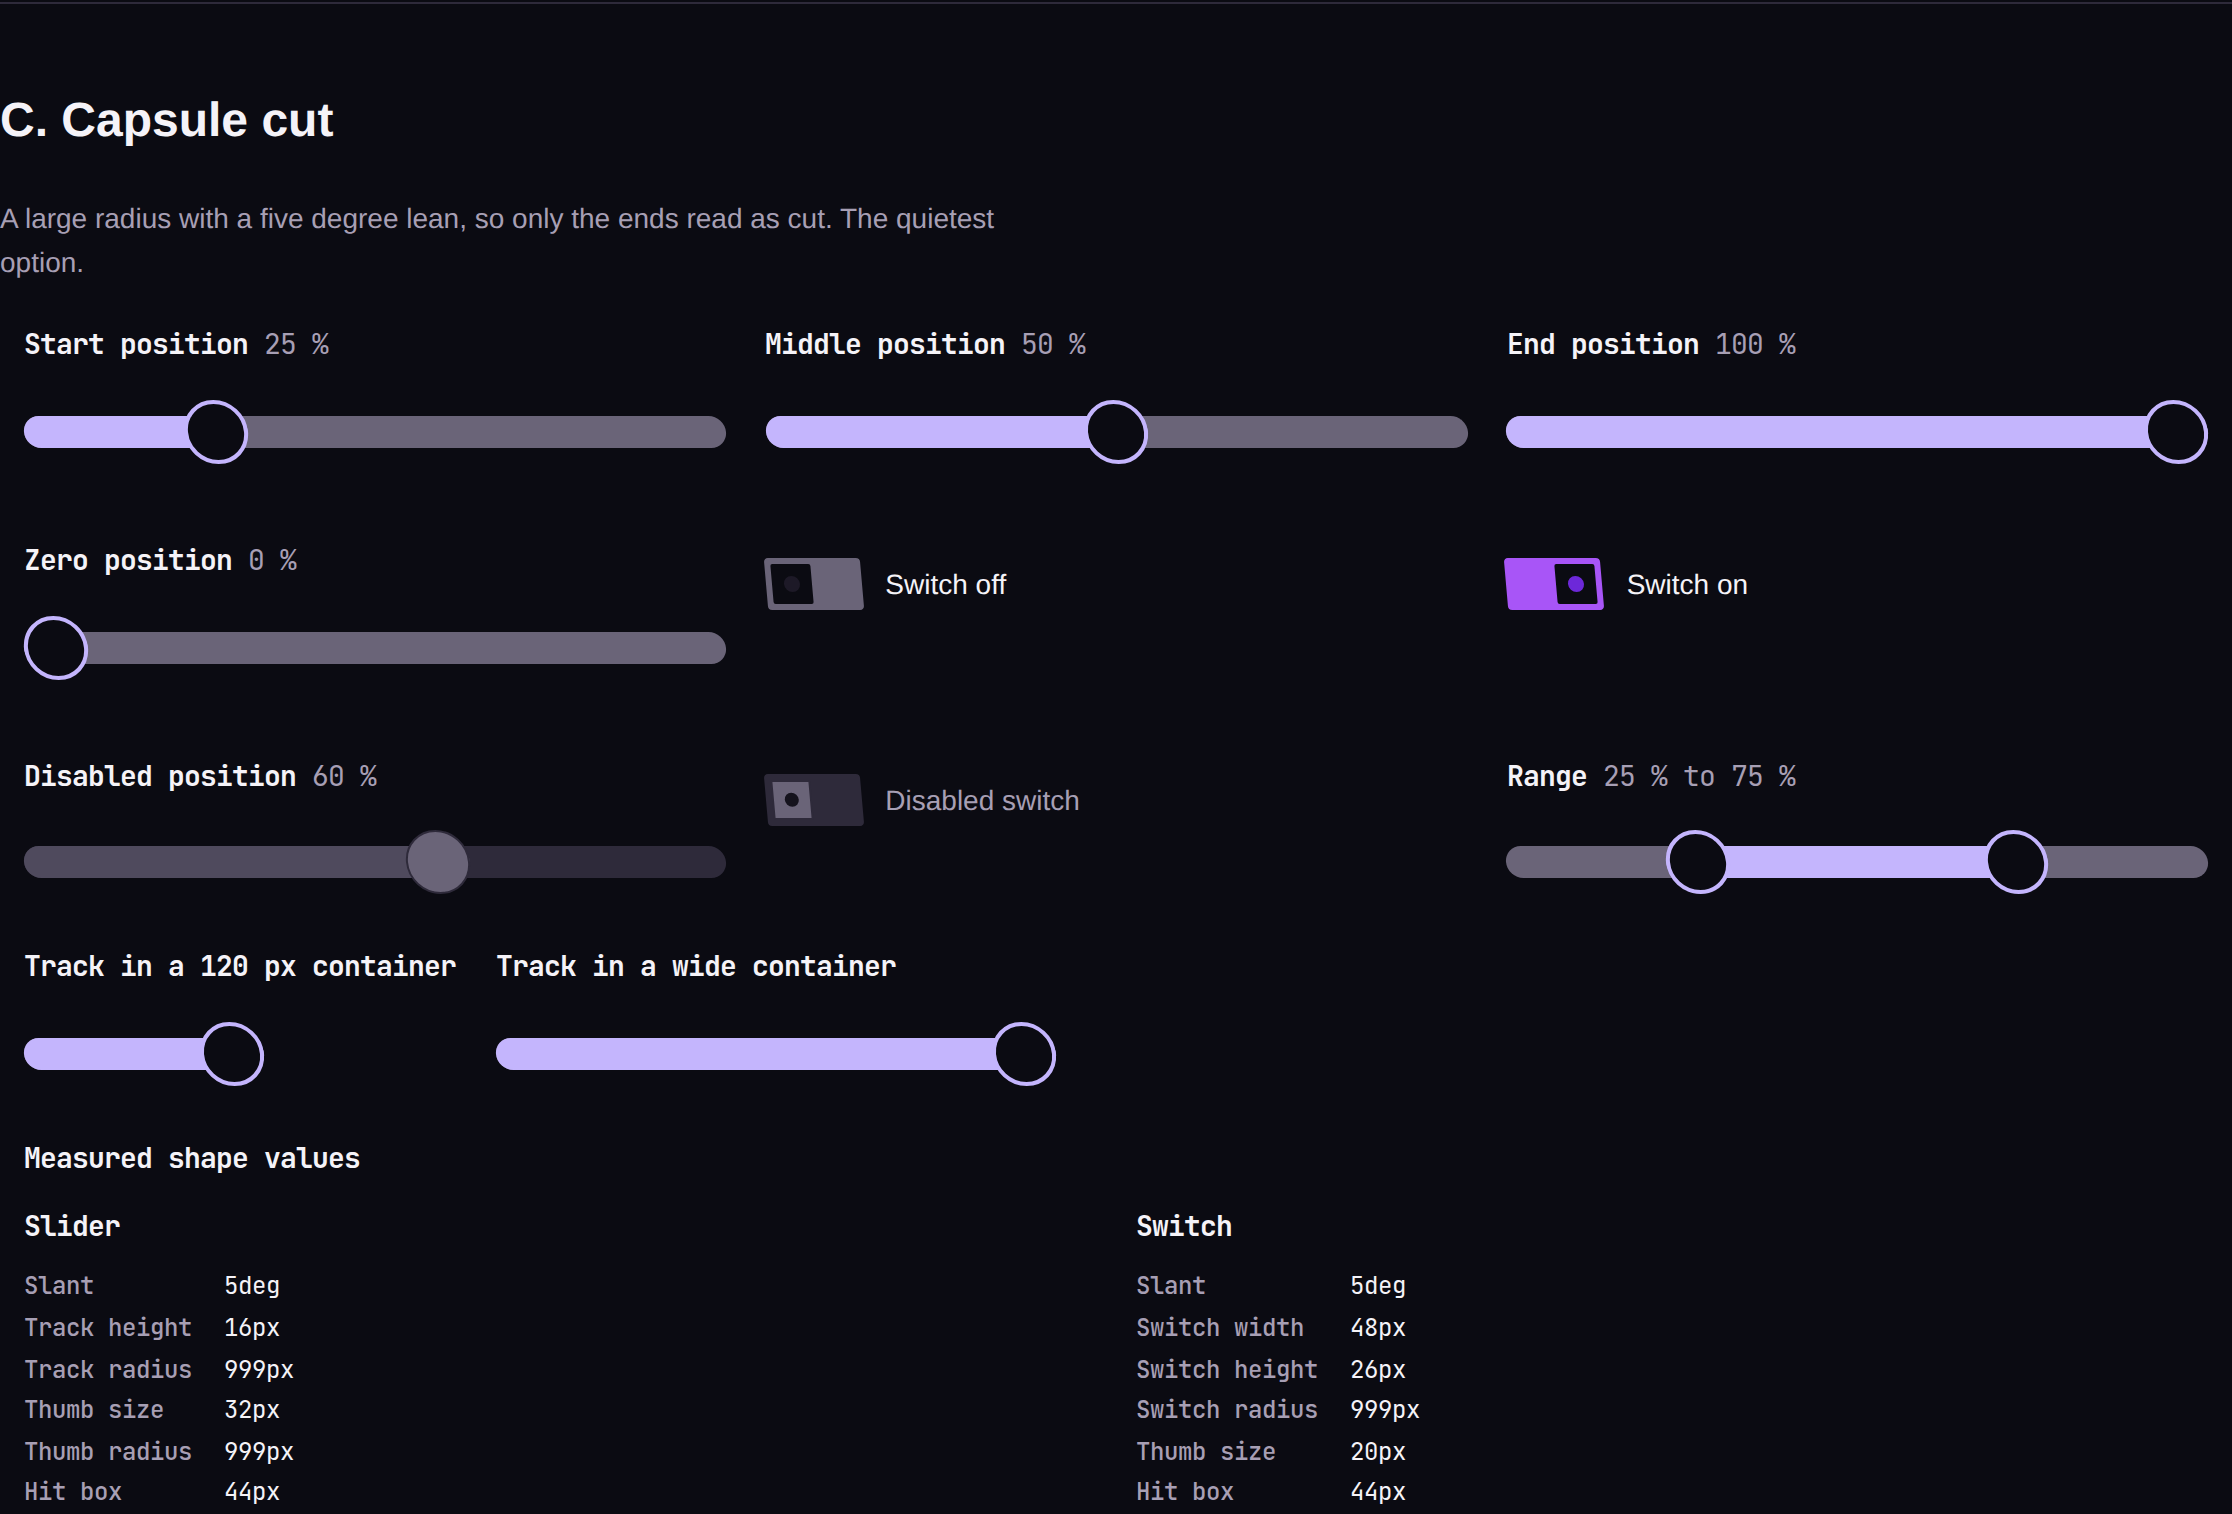 C. Capsule cut
A large radius with a five degree lean, so only the ends read as cut. The quietest
option.
Start position 25 %
Middle position 50 %
End position 100 %
Zero position 0 %
Switch off
Switch on
Disabled position 60 %
Disabled switch
Range 25 % to 75 %
Track in a 120 px container
Track in a wide container
Measured shape values
Slider
Slant 5deg
Track height 16px
Track radius 999px
Thumb size 32px
Thumb radius 999px
Hit box 44px
Switch
Slant 5deg
Switch width 48px
Switch height 26px
Switch radius 999px
Thumb size 20px
Hit box 44px